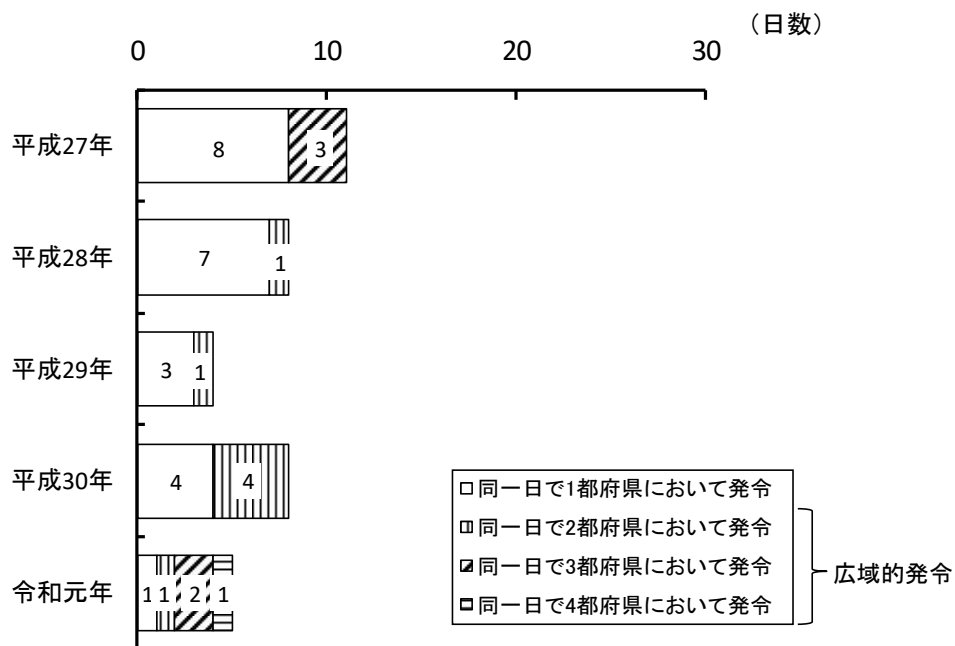 （日数）
0 10 20 30
平成27年 8 3
平成28年 7 1
平成29年 3 1
平成30年 4 4
令和元年 1 1 2 1
同一日で1都府県において発令
同一日で2都府県において発令
同一日で3都府県において発令
同一日で4都府県において発令
広域的発令